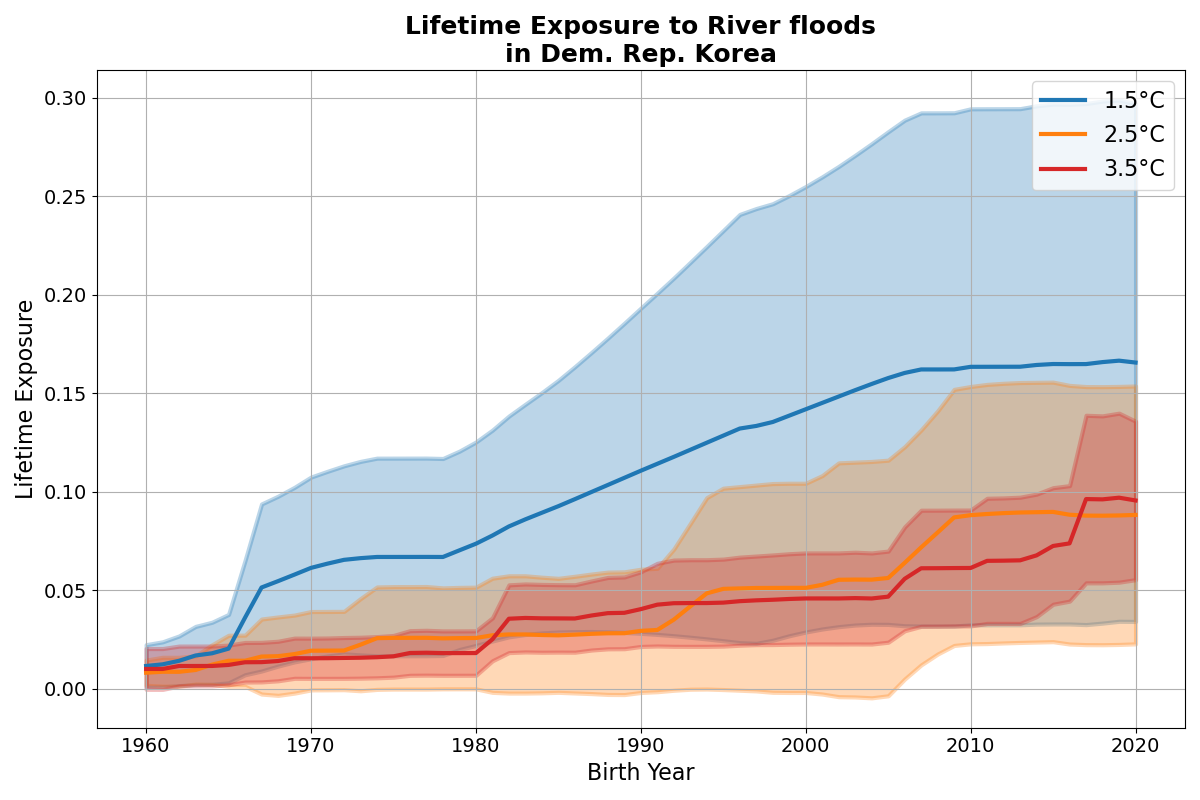 Lifetime Exposure to River floods
in Dem. Rep. Korea
1.5°C
2.5°C
3.5°C
Lifetime Exposure
0.30
0.25
0.20
0.15
0.10
0.05
0.00
1960 1970 1980 1990 2000 2010 2020
Birth Year